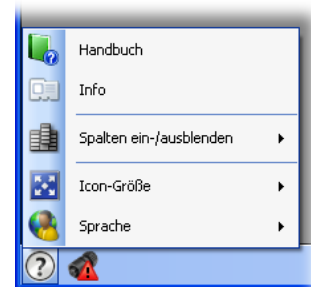 Handbuch
Info
Spalten ein-/ausblenden
Icon-Größe
Sprache